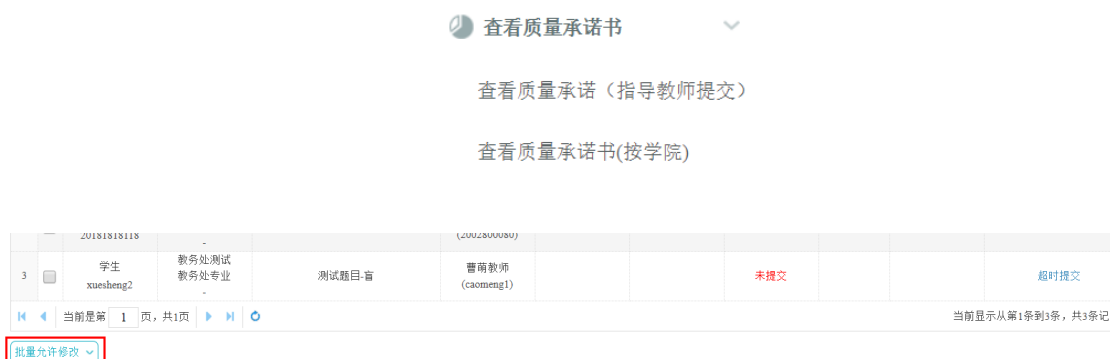 查看质量承诺书
查看质量承诺（指导教师提交）
查看质量承诺书(按学院)
20181818118 - (2002800080)
3 学生 xuesheng2 教务处测试 教务处专业 - 测试题目-盲 曹萌教师 (caomeng1) 未提交 超时提交
当前是第 1 页，共1页 当前显示从第1条到3条，共3条记
批量允许修改